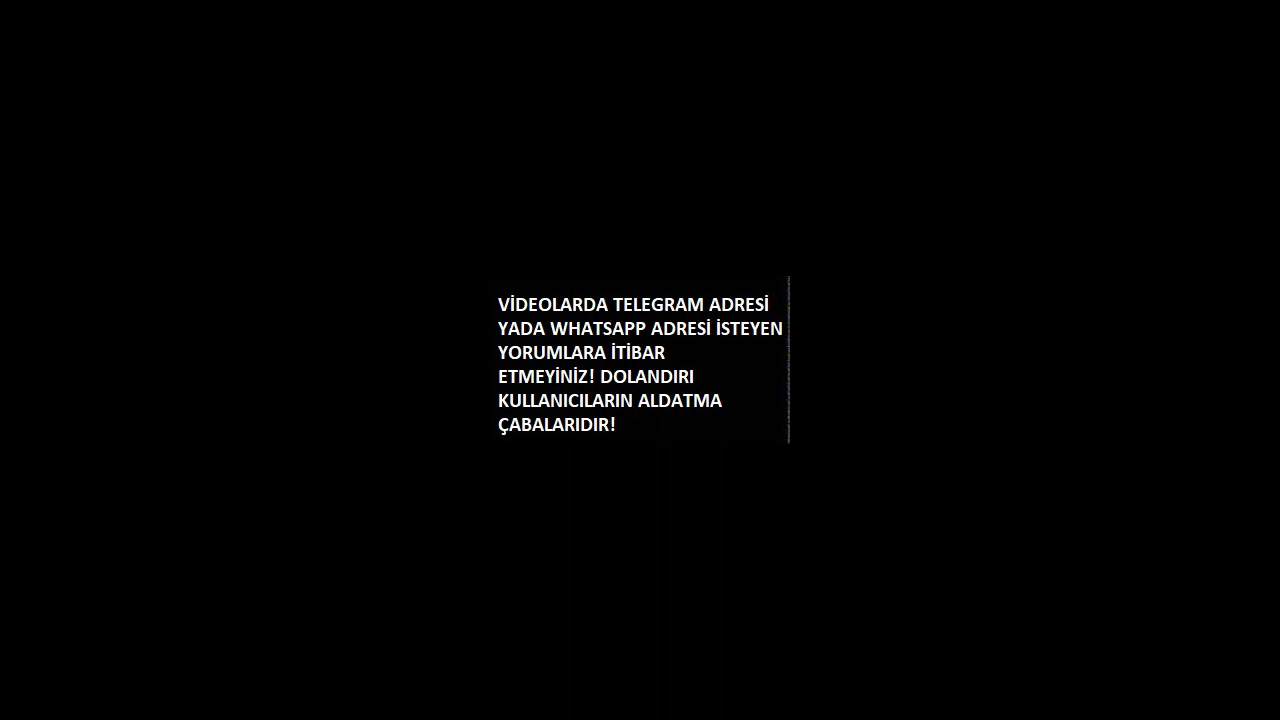 VİDEOLARDA TELEGRAM ADRESİ
YADA WHATSAPP ADRESİ İSTEYEN
YORUMLARA İTİBAR
ETMEYİNİZ! DOLANDIRI
KULLANICILARIN ALDATMA
ÇABALARIDIR!